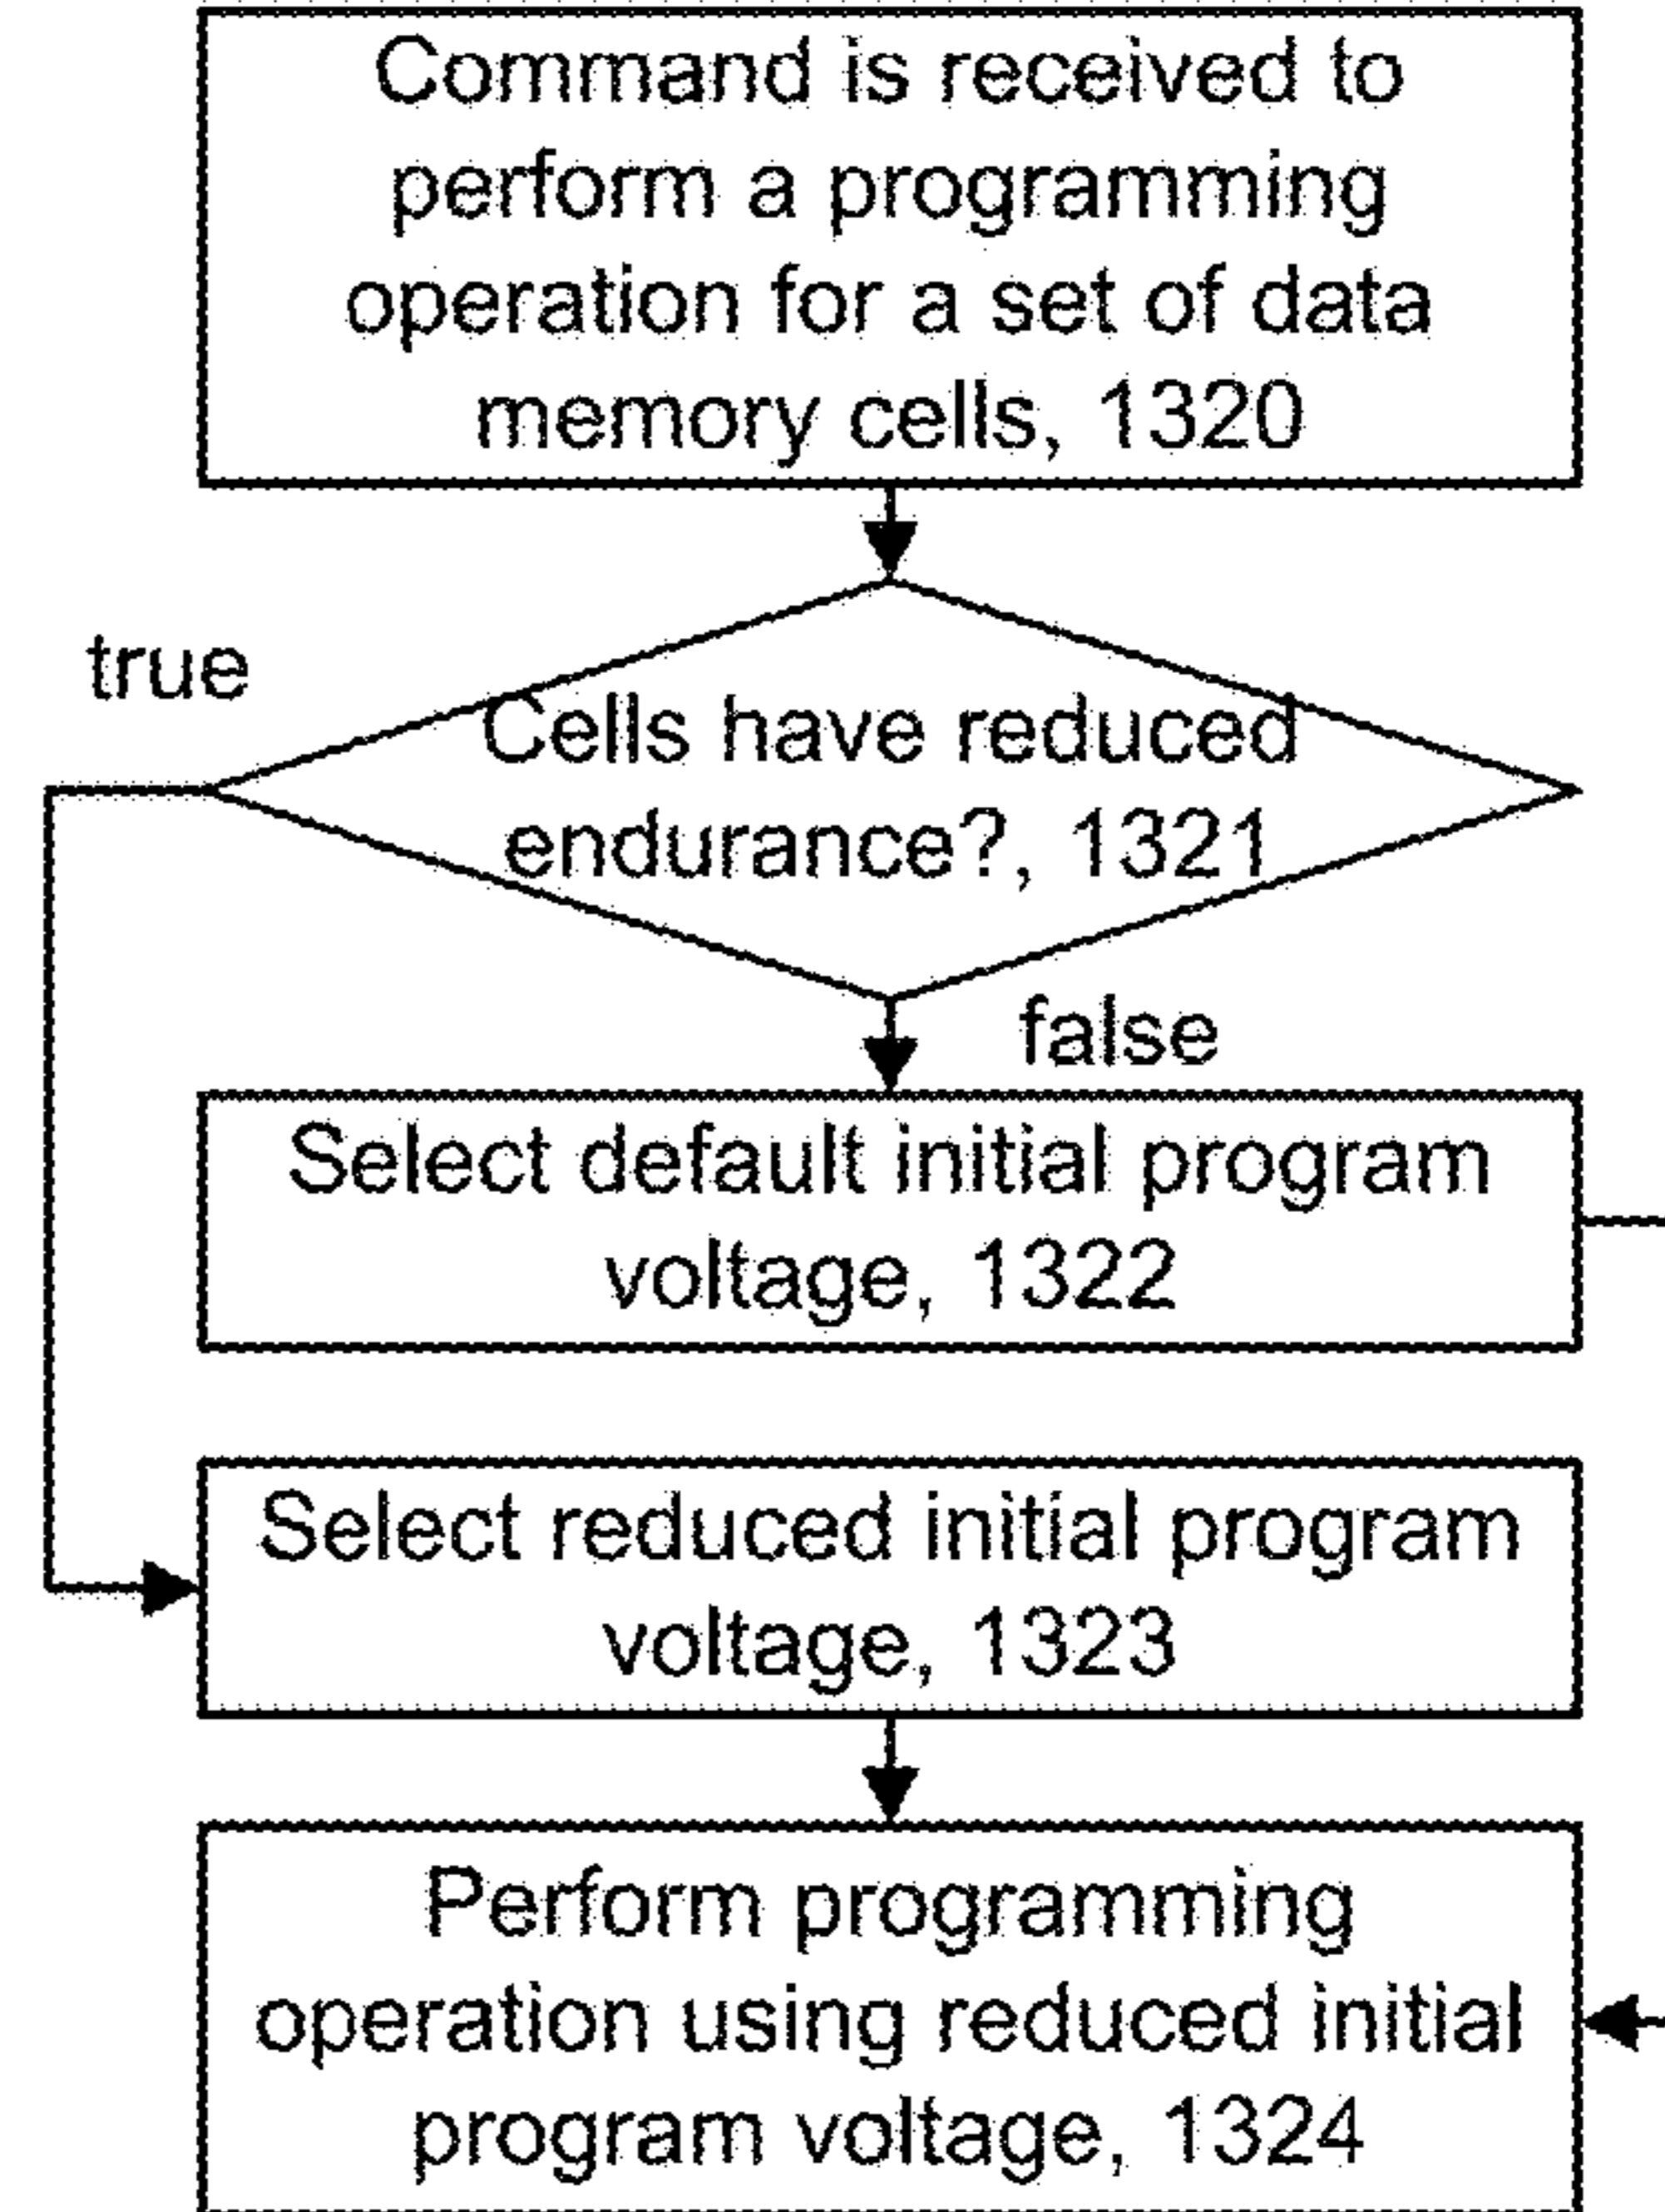 Command is received to
perform a programming
operation for a set of data
memory cells, 1320
true
Cells have reduced
endurance?, 1321
false
Select default initial program
voltage, 1322
Select reduced initial program
voltage, 1323
Perform programming
operation using reduced initial
program voltage, 1324